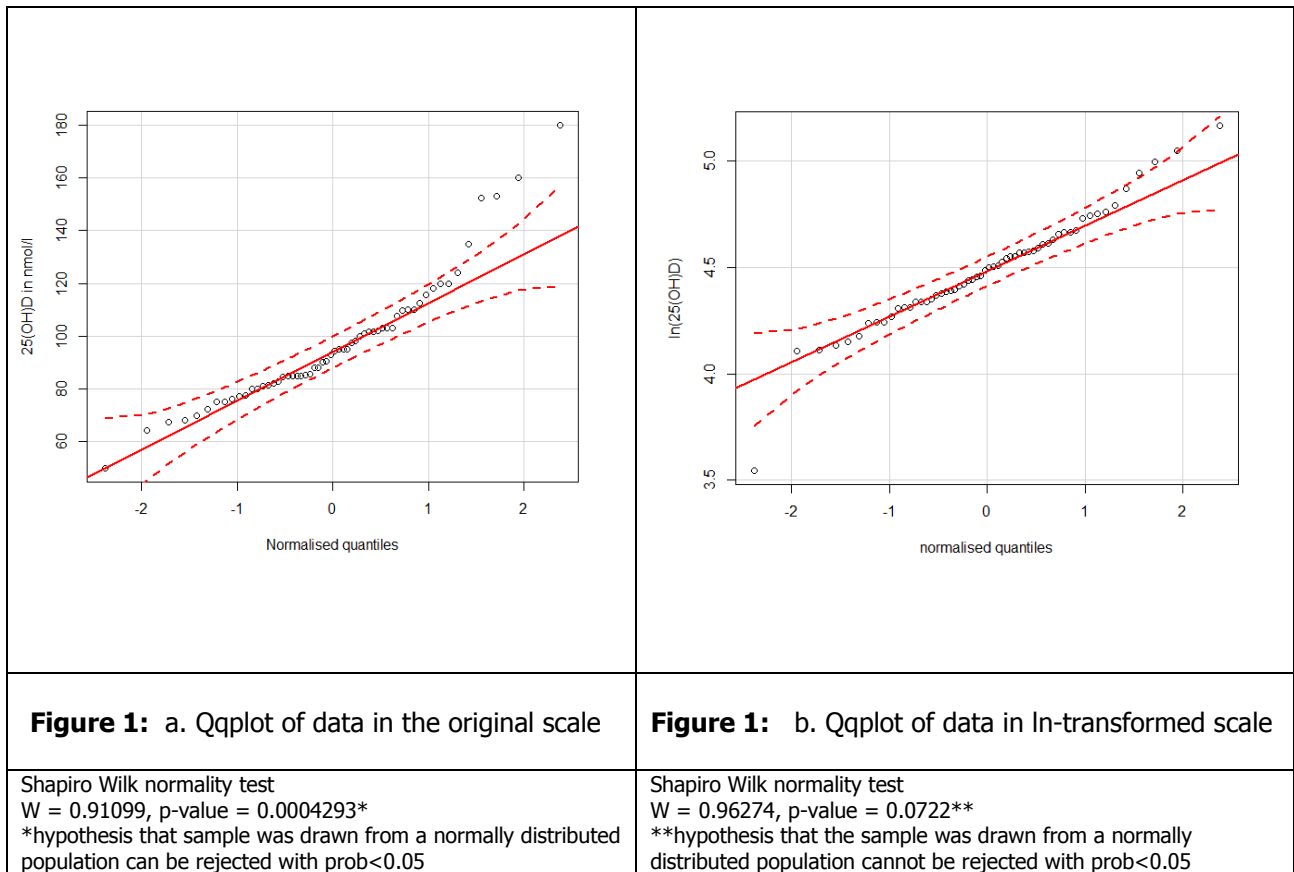 180
160
140
120
100
80
60
25(OH)D in nmol/l
-2 -1 0 1 2
Normalised quantiles
5.0
4.5
4.0
3.5
ln(25(OH)D)
-2 -1 0 1 2
normalised quantiles
Figure 1: a. Qqplot of data in the original scale
Figure 1: b. Qqplot of data in ln-transformed scale
Shapiro Wilk normality test
W = 0.91099, p-value = 0.0004293*
*hypothesis that sample was drawn from a normally distributed
population can be rejected with prob<0.05
Shapiro Wilk normality test
W = 0.96274, p-value = 0.0722**
**hypothesis that the sample was drawn from a normally
distributed population cannot be rejected with prob<0.05